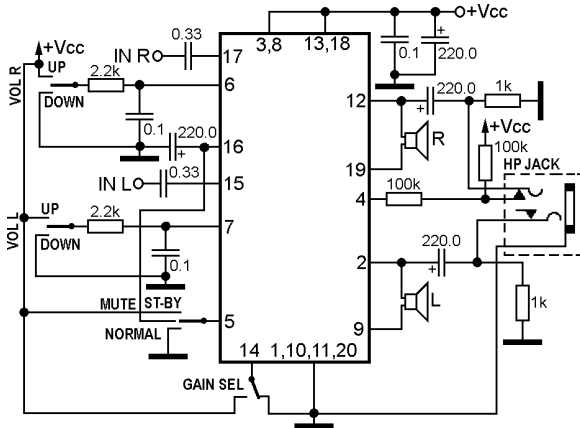 +Vcc
+Vcc
IN R
0.33
17
3,8
13,18
0.1
220.0
VOL R
UP
DOWN
2.2k
6
12
220.0
1k
0.1
220.0
R
+Vcc
16
100k
HP JACK
0.33
19
IN L
15
4
100k
VOL L
UP
DOWN
2.2k
7
220.0
2
0.1
MUTE
ST-BY
L
1k
NORMAL
5
9
14
1,10,11,20
GAIN SEL